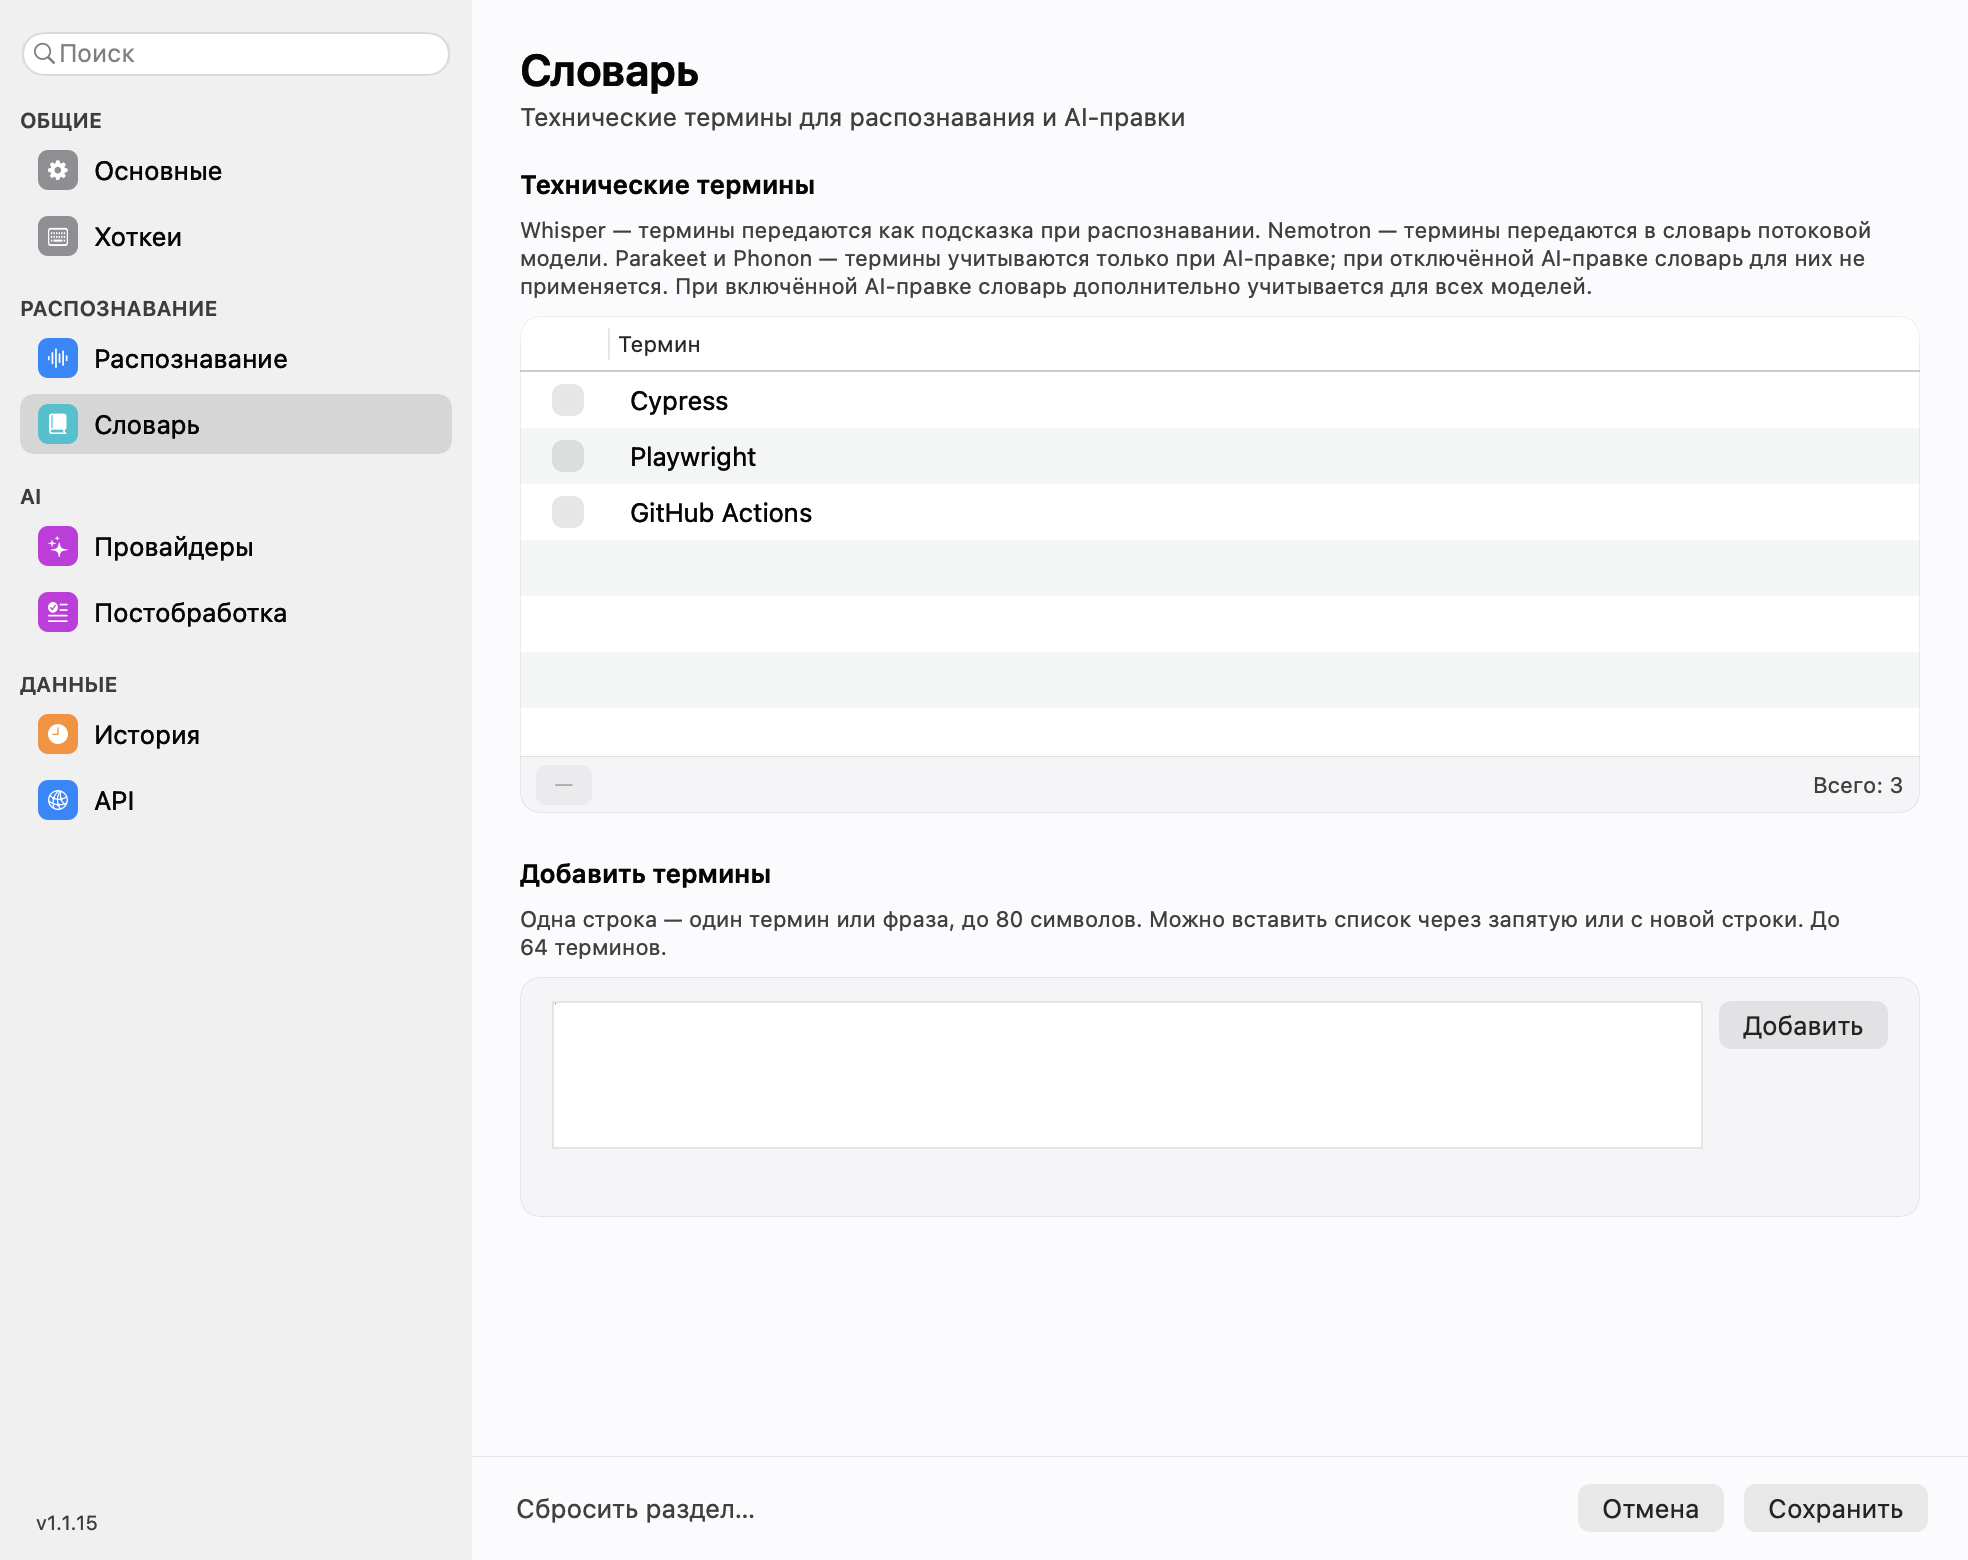 Поиск
ОБЩИЕ
Основные
Хоткеи
РАСПОЗНАВАНИЕ
Распознавание
Словарь
AI
Провайдеры
Постобработка
ДАННЫЕ
История
API
v1.1.15
Словарь
Технические термины для распознавания и AI-правки
Технические термины
Whisper — термины передаются как подсказка при распознавании. Nemotron — термины передаются в словарь потоковой
модели. Parakeet и Phonon — термины учитываются только при AI-правке; при отключённой AI-правке словарь для них не
применяется. При включённой AI-правке словарь дополнительно учитывается для всех моделей.
Термин
Cypress
Playwright
GitHub Actions
Всего: 3
Добавить термины
Одна строка — один термин или фраза, до 80 символов. Можно вставить список через запятую или с новой строки. До
64 терминов.
Добавить
Сбросить раздел...
Отмена
Сохранить